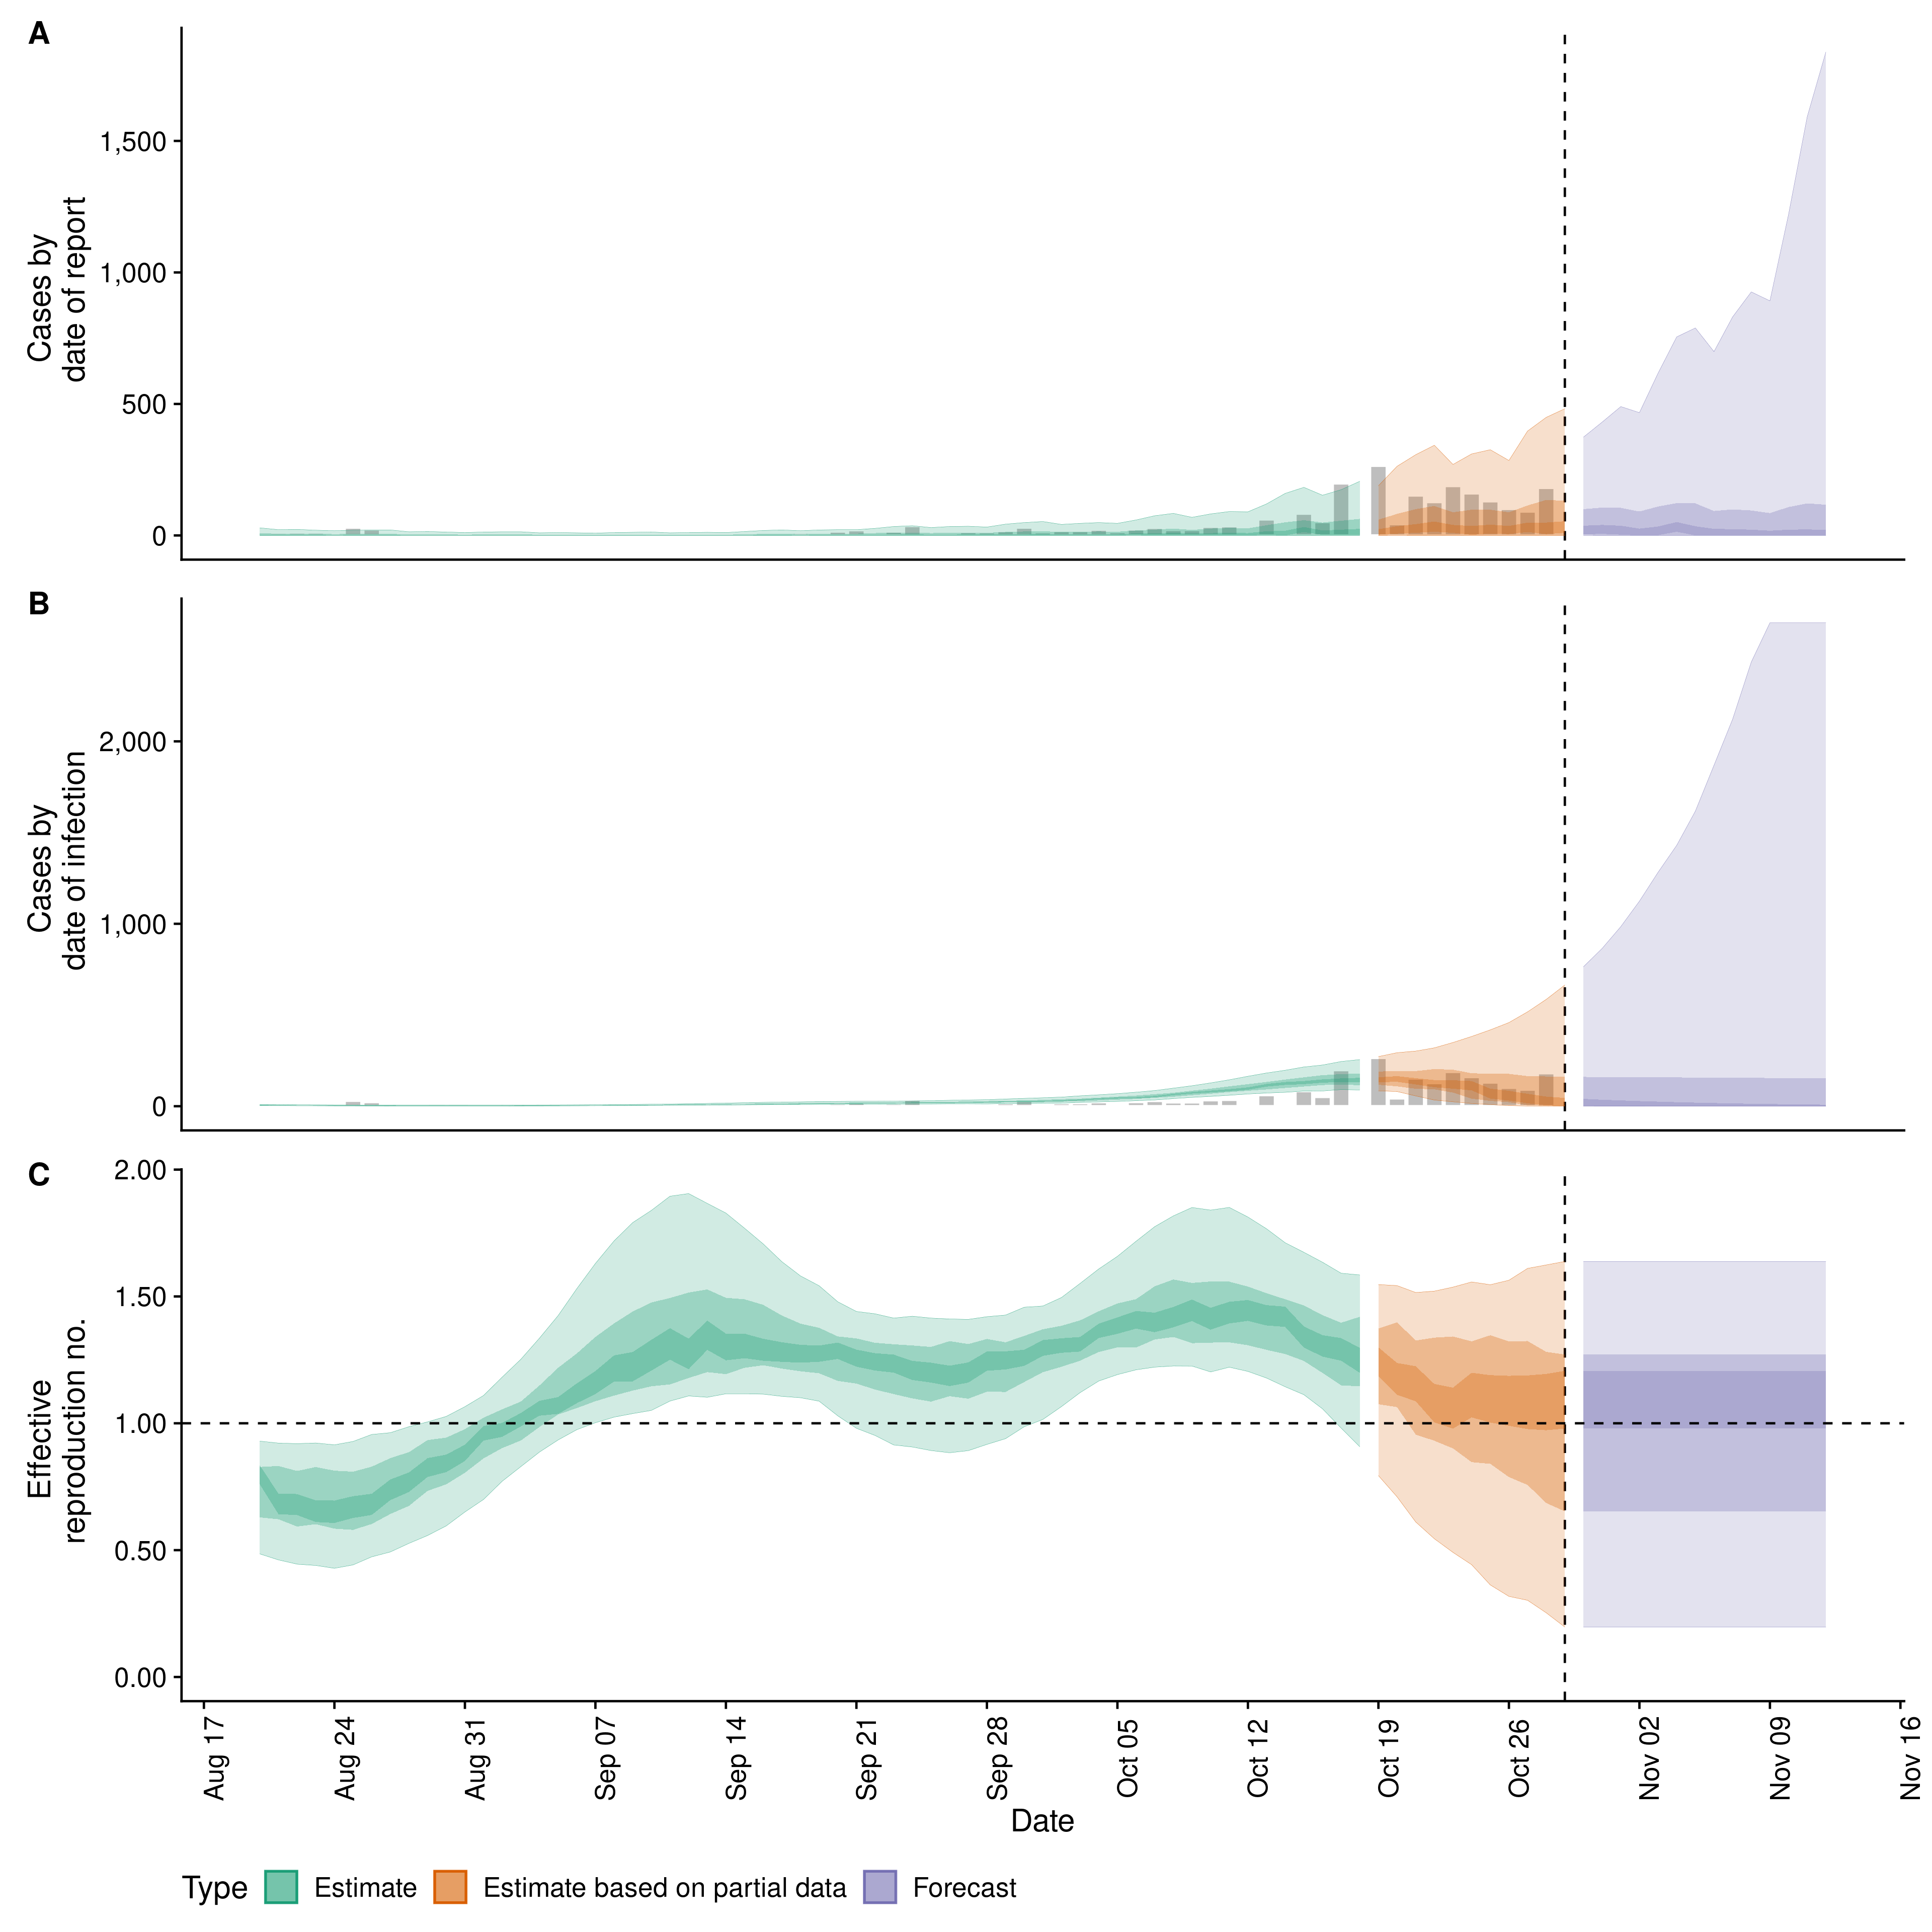 A
Cases by
date of report
1,500
1,000
500
0
B
Cases by
date of infection
2,000
1,000
0
C
Effective
reproduction no.
2.00
1.50
1.00
0.50
0.00
Aug 17
Aug 24
Aug 31
Sep 07
Sep 14
Sep 21
Sep 28
Oct 05
Oct 12
Oct 19
Oct 26
Nov 02
Nov 09
Nov 16
Date
Type Estimate Estimate based on partial data Forecast